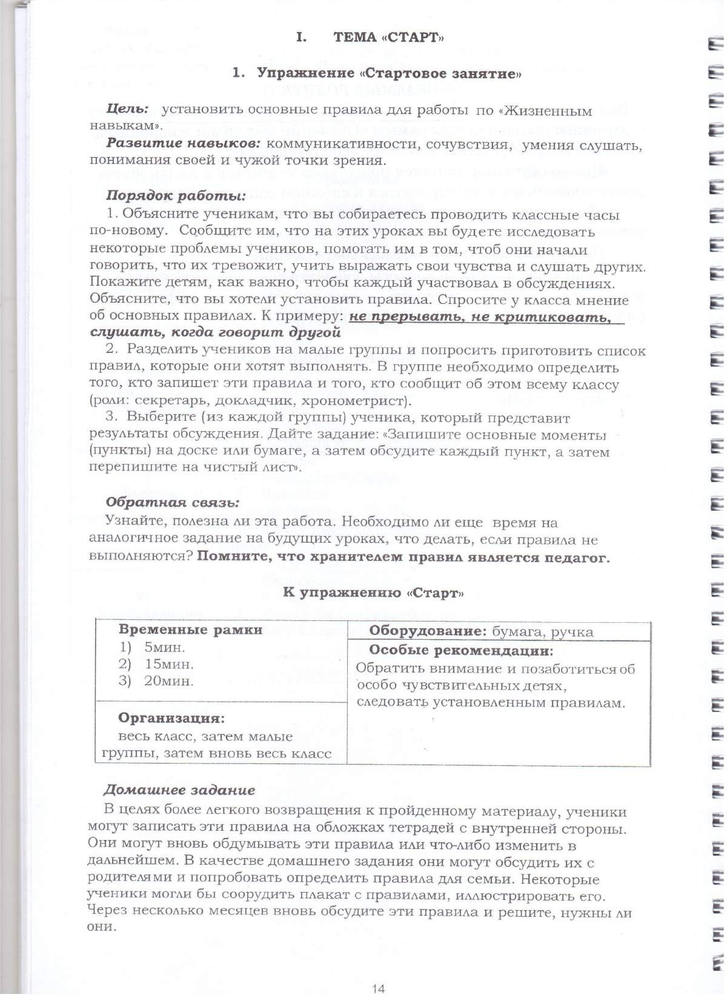 I. ТЕМА «СТАРТ»
1. Упражнение «Стартовое занятие»
Цель: установить основные правила для работы по «Жизненным
навыкам».
Развитие навыков: коммуникативности, сочувствия, умения слушать,
понимания своей и чужой точки зрения.
Порядок работы:
1. Объясните ученикам, что вы собираетесь проводить классные часы
по-новому. Сообщите им, что на этих уроках вы будете исследовать
некоторые проблемы учеников, помогать им в том, чтоб они начали
говорить, что их тревожит, учить выражать свои чувства и слушать других.
Покажите детям, как важно, чтобы каждый участвовал в обсуждениях.
Объясните, что вы хотели установить правила. Спросите у класса мнение
об основных правилах. К примеру: не прерывать, не критиковать,
слушать, когда говорит другой
2. Разделить учеников на малые группы и попросить приготовить список
правил, которые они хотят выполнять. В группе необходимо определить
того, кто запишет эти правила и того, кто сообщит об этом всему классу
(роли: секретарь, докладчик, хронометрист).
3. Выберите (из каждой группы) ученика, который представит
результаты обсуждения. Дайте задание: «Запишите основные моменты
(пункты) на доске или бумаге, а затем обсудите каждый пункт, а затем
перепишите на чистый лист».
Обратная связь:
Узнайте, полезна ли эта работа. Необходимо ли еще время на
аналогичное задание на будущих уроках, что делать, если правила не
выполняются? Помните, что хранителем правил является педагог.
К упражнению «Старт»
Временные рамки
1) 5мин.
2) 15мин.
3) 20мин.
Организация:
весь класс, затем малые
группы, затем вновь весь класс
Оборудование: бумага, ручка
Особые рекомендации:
Обратить внимание и позаботиться об
особо чувствительных детях,
следовать установленным правилам.
Домашнее задание
В целях более легкого возвращения к пройденному материалу, ученики
могут записать эти правила на обложках тетрадей с внутренней стороны.
Они могут вновь обдумывать эти правила или что-либо изменить в
дальнейшем. В качестве домашнего задания они могут обсудить их с
родителями и попробовать определить правила для семьи. Некоторые
ученики могли бы соорудить плакат с правилами, иллюстрировать его.
Через несколько месяцев вновь обсудите эти правила и решите, нужны ли
они.
14